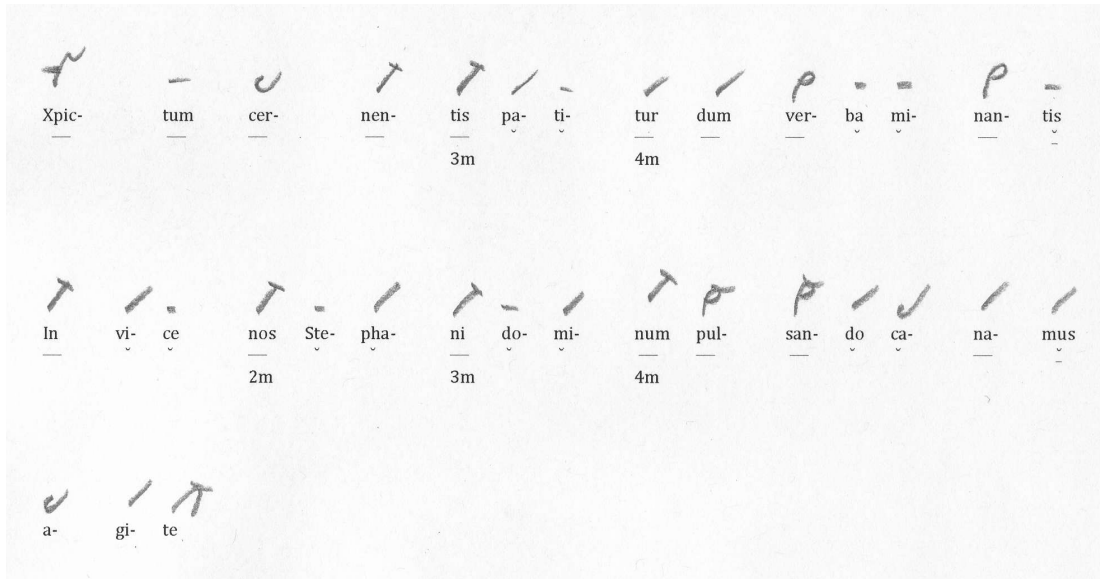 Xpic- tum cer- nen- tis pa- ti- tur dum ver- ba mi- nan- tis
3m 4m
In vi- ce nos Ste- pha- ni do- mi- num pul- san- do ca- na- mus
2m 3m 4m
a- gi- te